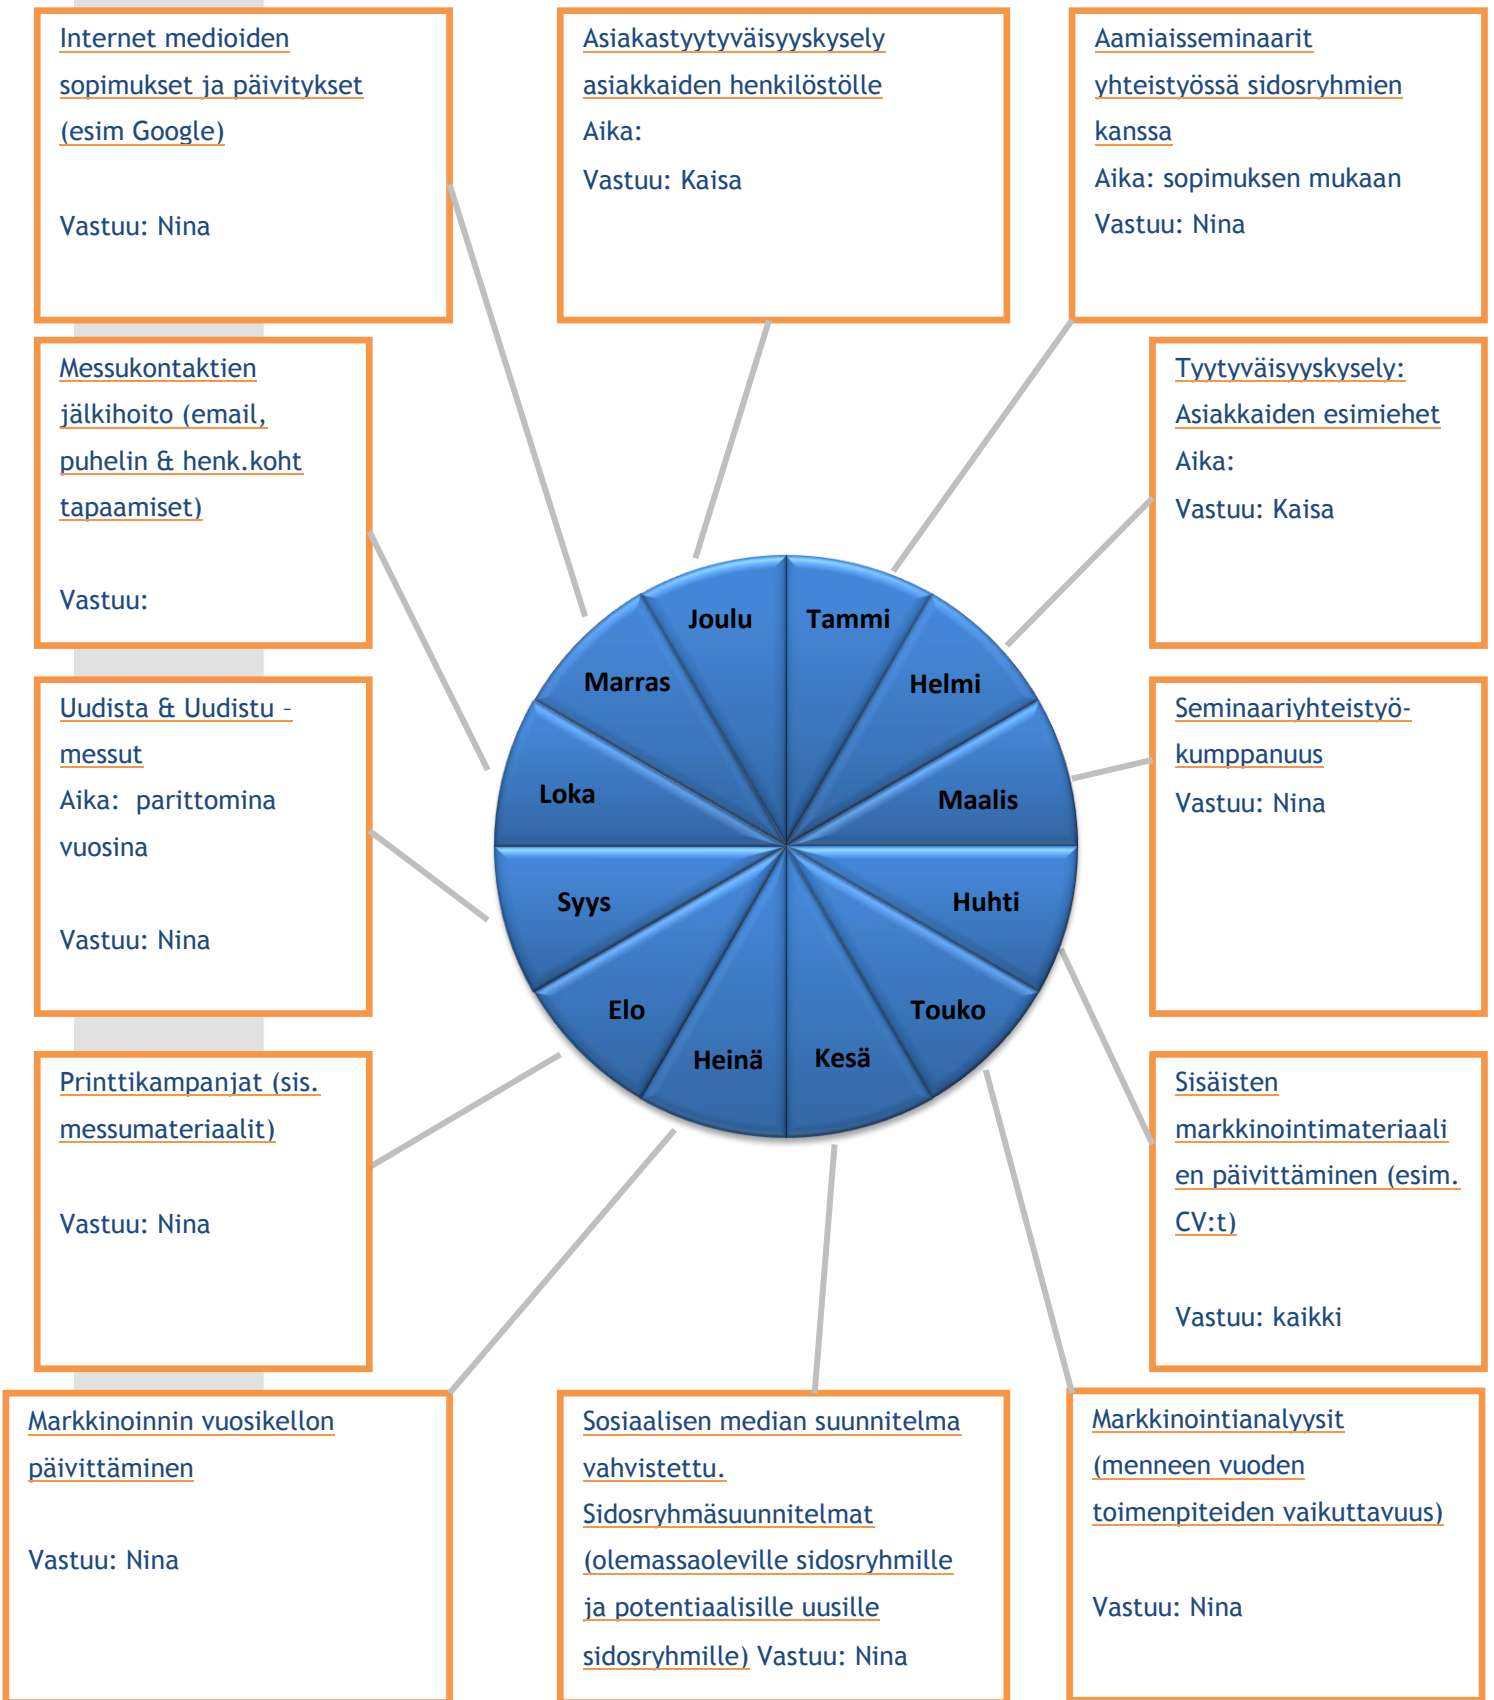 Internet medioiden
sopimukset ja päivitykset
(esim Google)
Vastuu: Nina
Asiakastyytyväisyyskysely
asiakkaiden henkilöstölle
Aika:
Vastuu: Kaisa
Aamiaisseminaarit
yhteistyössä sidosryhmien
kanssa
Aika: sopimuksen mukaan
Vastuu: Nina
Messukontaktien
jälkihoito (email,
puhelin & henk.koht
tapaamiset)
Vastuu:
Tyytyväisyyskysely:
Asiakkaiden esimiehet
Aika:
Vastuu: Kaisa
Uudista & Uudistu –
messut
Aika:  parittomina
vuosina
Vastuu: Nina
Seminaariyhteistyö-
kumppanuus
Vastuu: Nina
Joulu
Tammi
Marras
Helmi
Loka
Maalis
Syys
Huhti
Elo
Touko
Heinä
Kesä
Printtikampanjat (sis.
messumateriaalit)
Vastuu: Nina
Sisäisten
markkinointimateriaali
en päivittäminen (esim.
CV:t)
Vastuu: kaikki
Markkinoinnin vuosikellon
päivittäminen
Vastuu: Nina
Sosiaalisen median suunnitelma
vahvistettu.
Sidosryhmäsuunnitelmat
(olemassaoleville sidosryhmille
ja potentiaalisille uusille
sidosryhmille) Vastuu: Nina
Markkinointianalyysit
(menneen vuoden
toimenpiteiden vaikuttavuus)
Vastuu: Nina